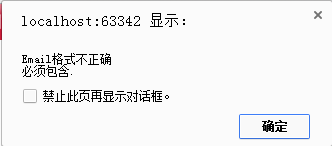 localhost:63342 显示：
Email格式不正确
必须包含.
禁止此页再显示对话框。
确定